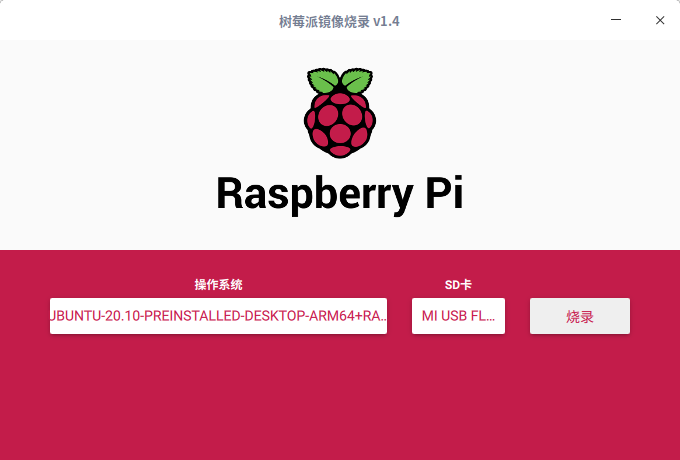 树莓派镜像烧录 v1.4
Raspberry Pi
操作系统
SD卡
UBUNTU-20.10-PREINSTALLED-DESKTOP-ARM64+RA...
MI USB FL...
烧录